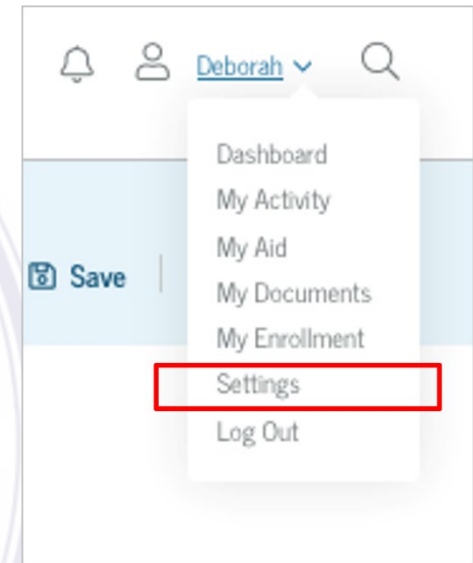 Deborah
Dashboard
My Activity
My Aid
Save
My Documents
My Enrollment
Settings
Log Out